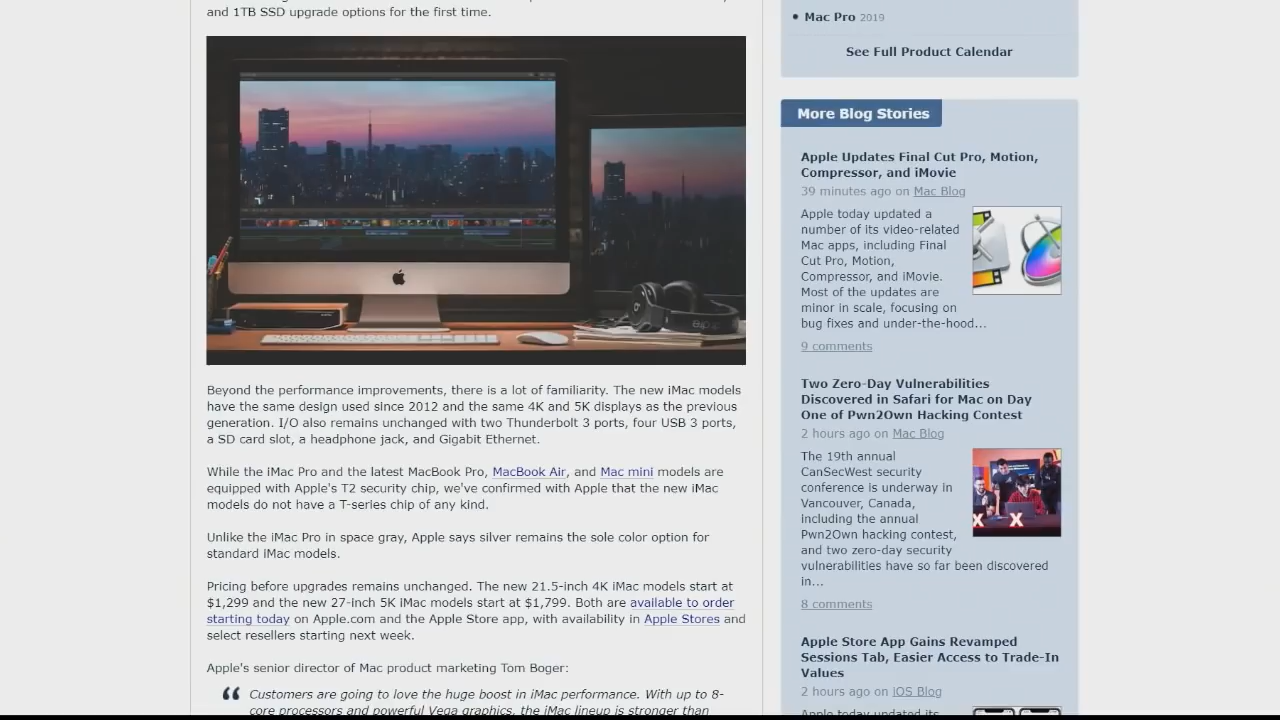 and 1TB SSD upgrade options for the first time.
Beyond the performance improvements, there is a lot of familiarity. The new iMac models
have the same design used since 2012 and the same 4K and 5K displays as the previous
generation. I/O also remains unchanged with two Thunderbolt 3 ports, four USB 3 ports,
a SD card slot, a headphone jack, and Gigabit Ethernet.
While the iMac Pro and the latest MacBook Pro, MacBook Air, and Mac mini models are
equipped with Apple's T2 security chip, we've confirmed with Apple that the new iMac
models do not have a T-series chip of any kind.
Unlike the iMac Pro in space gray, Apple says silver remains the sole color option for
standard iMac models.
Pricing before upgrades remains unchanged. The new 21.5-inch 4K iMac models start at
$1,299 and the new 27-inch 5K iMac models start at $1,799. Both are available to order
starting today on Apple.com and the Apple Store app, with availability in Apple Stores and
select resellers starting next week.
Apple's senior director of Mac product marketing Tom Boger:
Customers are going to love the huge boost in iMac performance. With up to 8-
core processors and powerful Vega graphics, the iMac lineup is stronger than
• Mac Pro 2019
See Full Product Calendar
More Blog Stories
Apple Updates Final Cut Pro, Motion,
Compressor, and iMovie
39 minutes ago on Mac Blog
Apple today updated a
number of its video-related
Mac apps, including Final
Cut Pro, Motion,
Compressor, and iMovie.
Most of the updates are
minor in scale, focusing on
bug fixes and under-the-hood...
9 comments
Two Zero-Day Vulnerabilities
Discovered in Safari for Mac on Day
One of Pwn2Own Hacking Contest
2 hours ago on Mac Blog
The 19th annual
CanSecWest security
conference is underway in
Vancouver, Canada,
including the annual
Pwn2Own hacking contest,
and two zero-day security
vulnerabilities have so far been discovered
in...
8 comments
Apple Store App Gains Revamped
Sessions Tab, Easier Access to Trade-In
Values
2 hours ago on iOS Blog
Apple today updated its